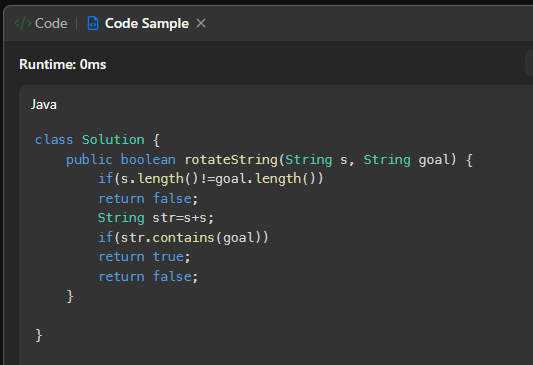 </> Code | Code Sample ×
Runtime: 0ms
Java
class Solution {
    public boolean rotateString(String s, String goal) {
        if(s.length()!=goal.length())
        return false;
        String str=s+s;
        if(str.contains(goal))
        return true;
        return false;
    }
}